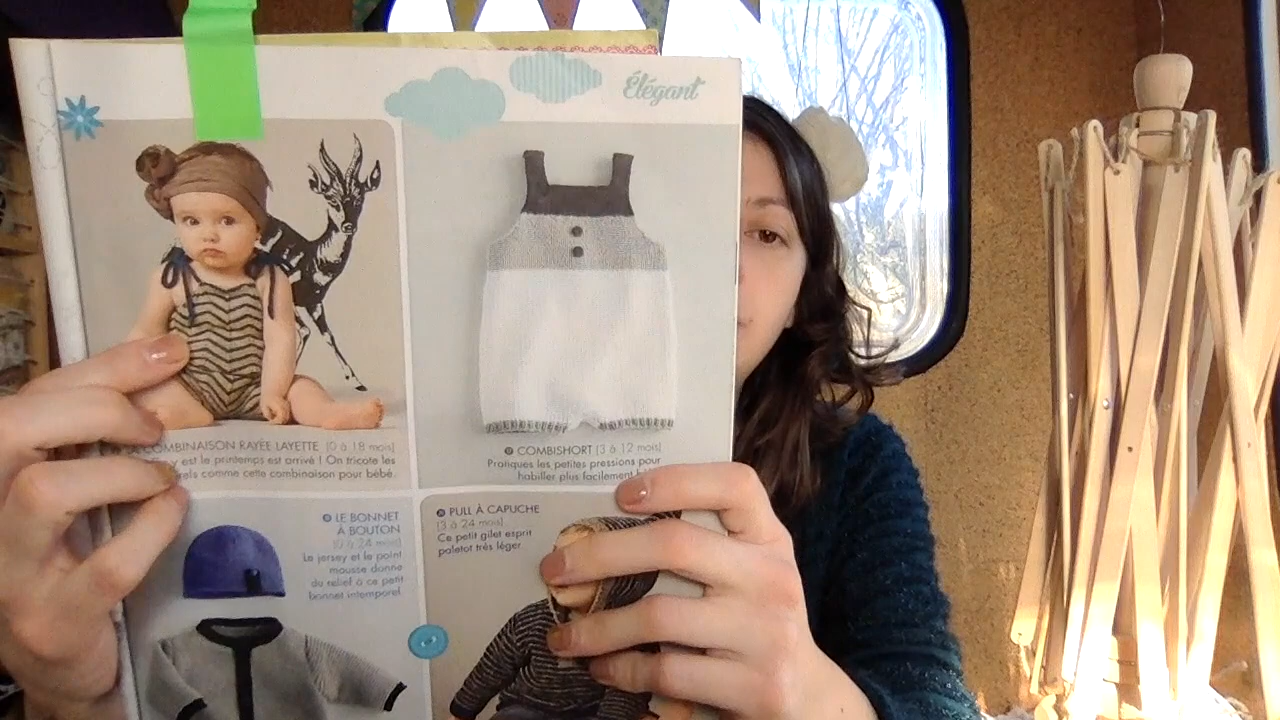 Élégant
COMBINAISON RAYÉE LAYETTE (0 à 18 mois)
y est le printemps est arrivé ! On tricote les
comme cette combinaison pour bébé.
COMBISHORT (3 à 12 mois)
Pratiques les petites pressions pour
habiller plus facilement
LE BONNET
À BOUTON
(0 à 24 mois)
Le jersey et le point
mousse donne
du relief à ce petit
bonnet intemporel.
PULL À CAPUCHE
(3 à 24 mois)
Ce petit gilet esprit
paletot très léger.